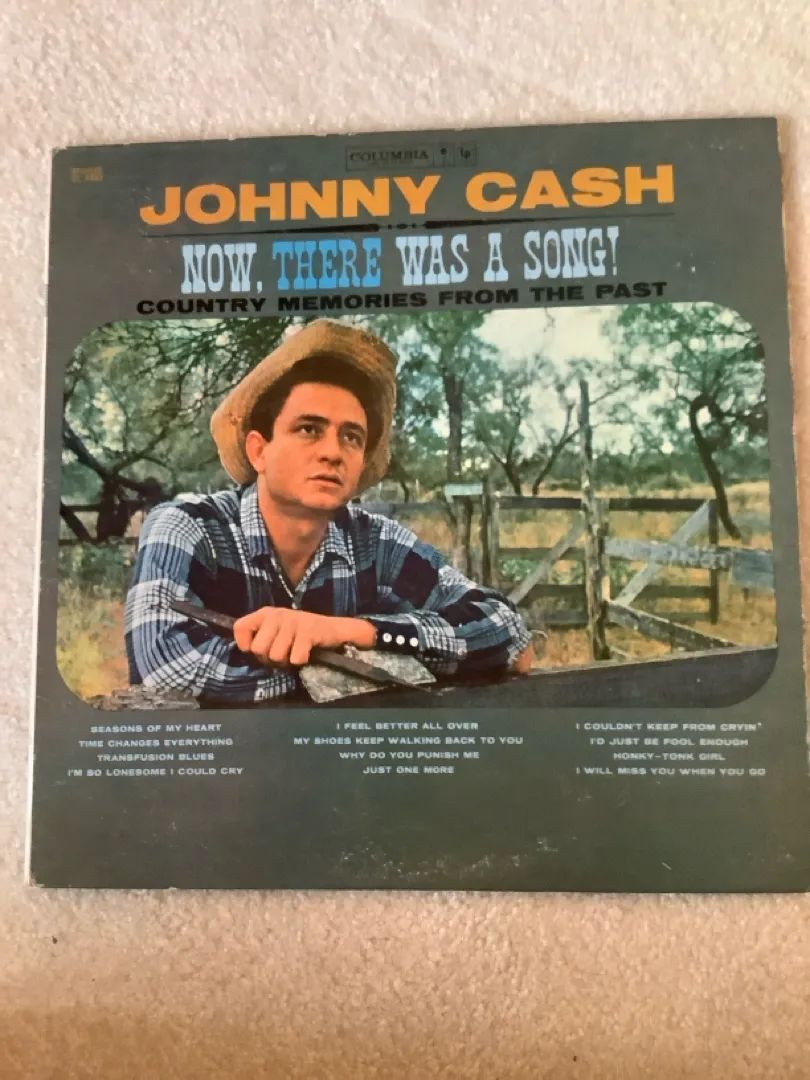 COLUMBIA lp
JOHNNY CASH
NOW, THERE WAS A SONG!
COUNTRY MEMORIES FROM THE PAST
SEASONS OF MY HEART
TIME CHANGES EVERYTHING
TRANSFUSION BLUES
I'M SO LONESOME I COULD CRY
I FEEL BETTER ALL OVER
MY SHOES KEEP WALKING BACK TO YOU
WHY DO YOU PUNISH ME
JUST ONE MORE
I COULDN'T KEEP FROM CRYIN'
I'D JUST BE FOOL ENOUGH
HONKY-TONK GIRL
I WILL MISS YOU WHEN YOU GO